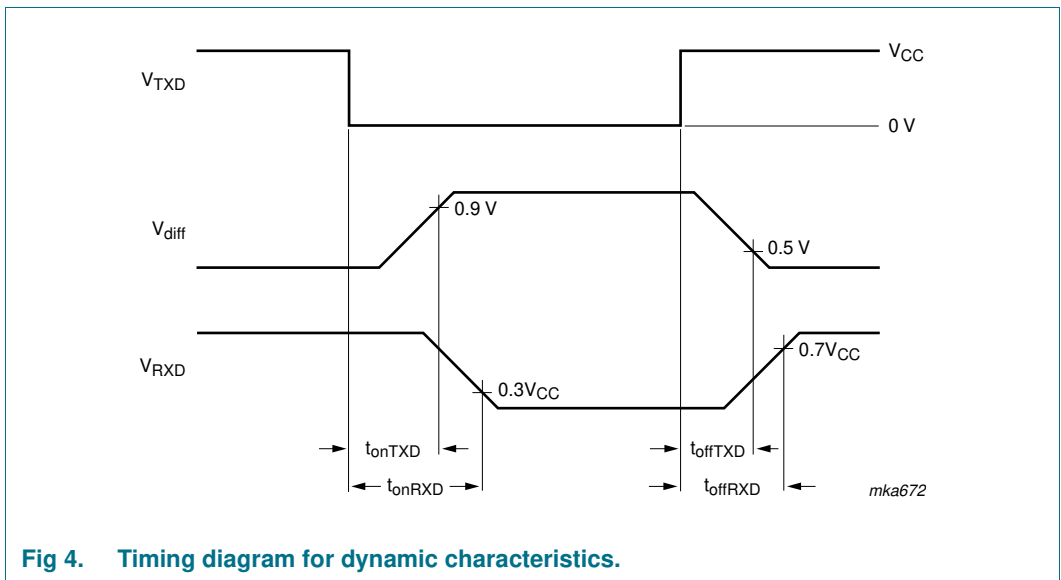 VCC
VTXD
0 V
0.9 V
Vdiff
0.5 V
VRXD
0.7VCC
0.3VCC
tonTXD
toffTXD
tonRXD
toffRXD
mka672
Fig 4. Timing diagram for dynamic characteristics.